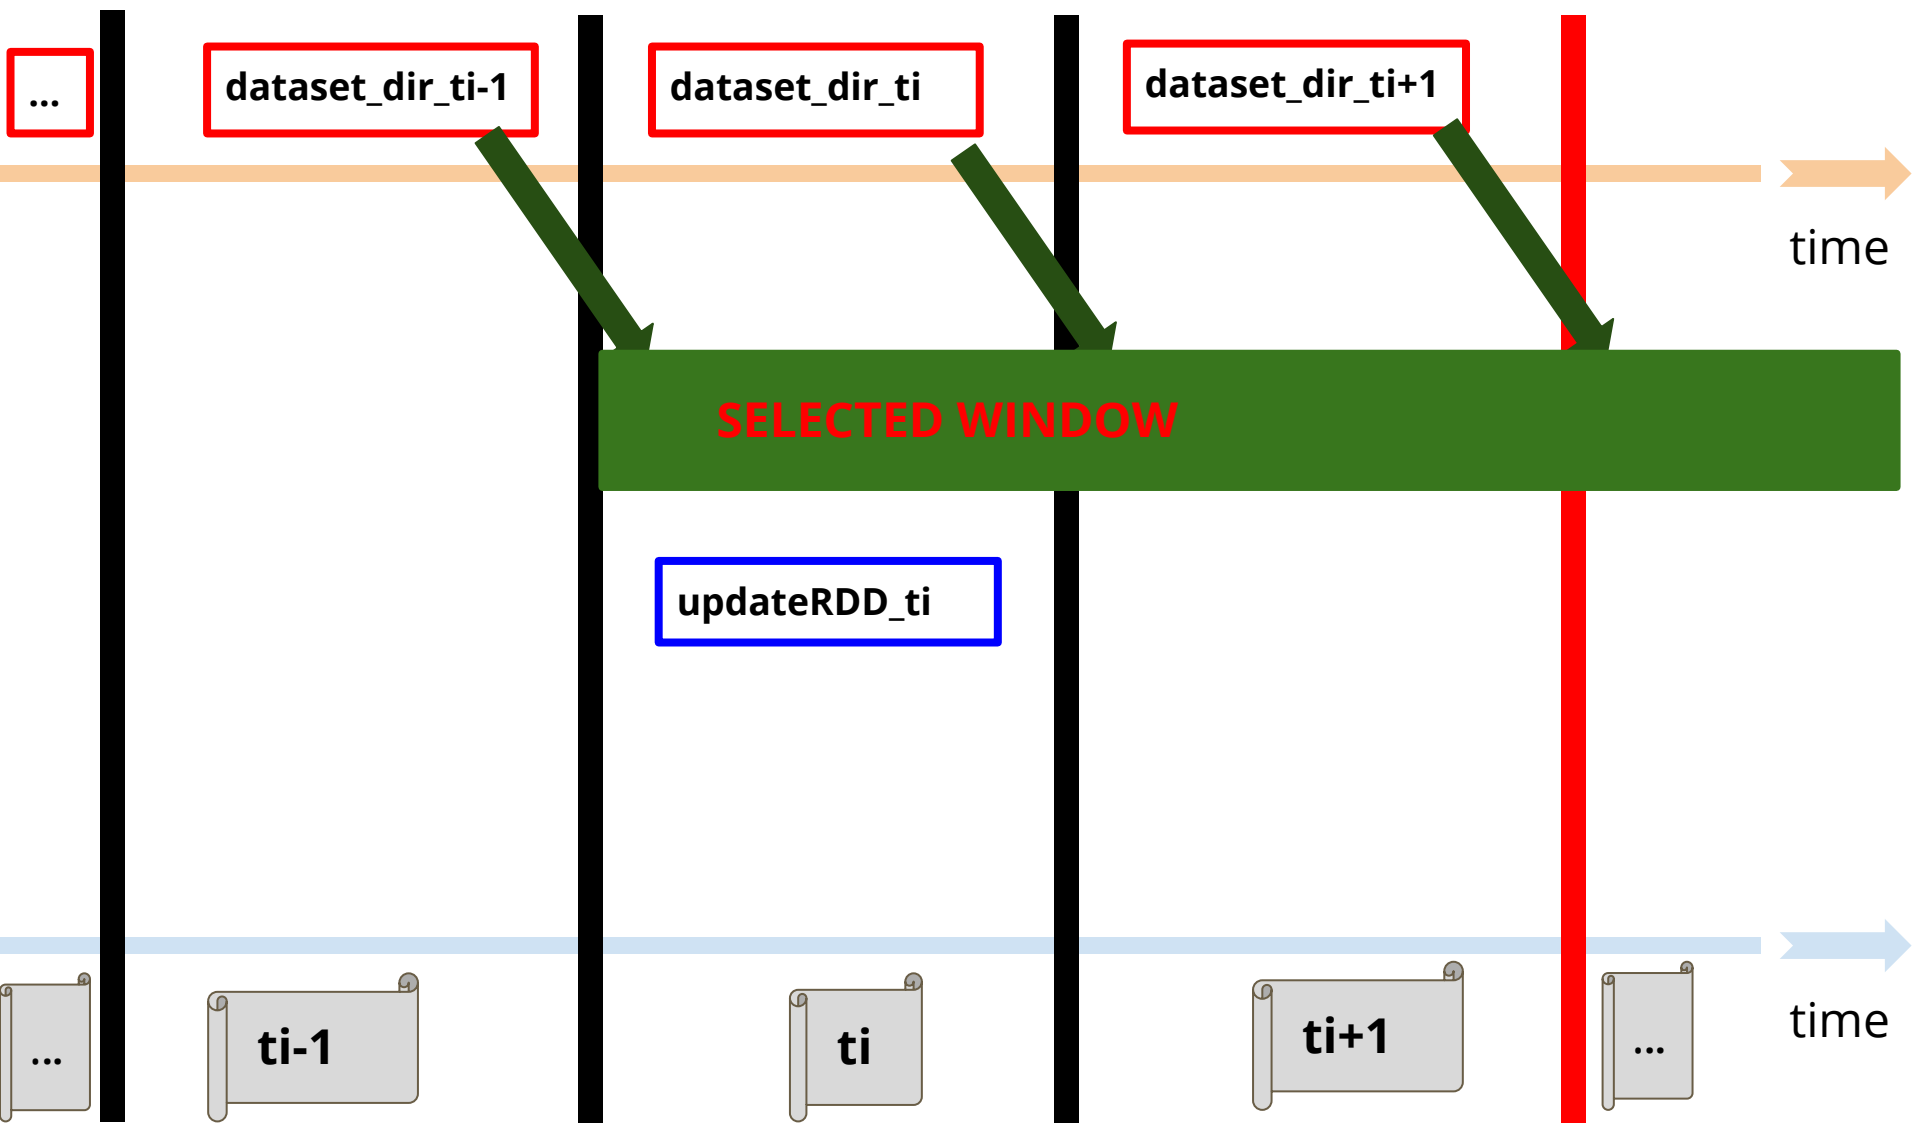 ...
dataset_dir_ti-1
dataset_dir_ti
dataset_dir_ti+1
time
SELECTED WINDOW
updateRDD_ti
...
ti-1
ti
ti+1
...
time